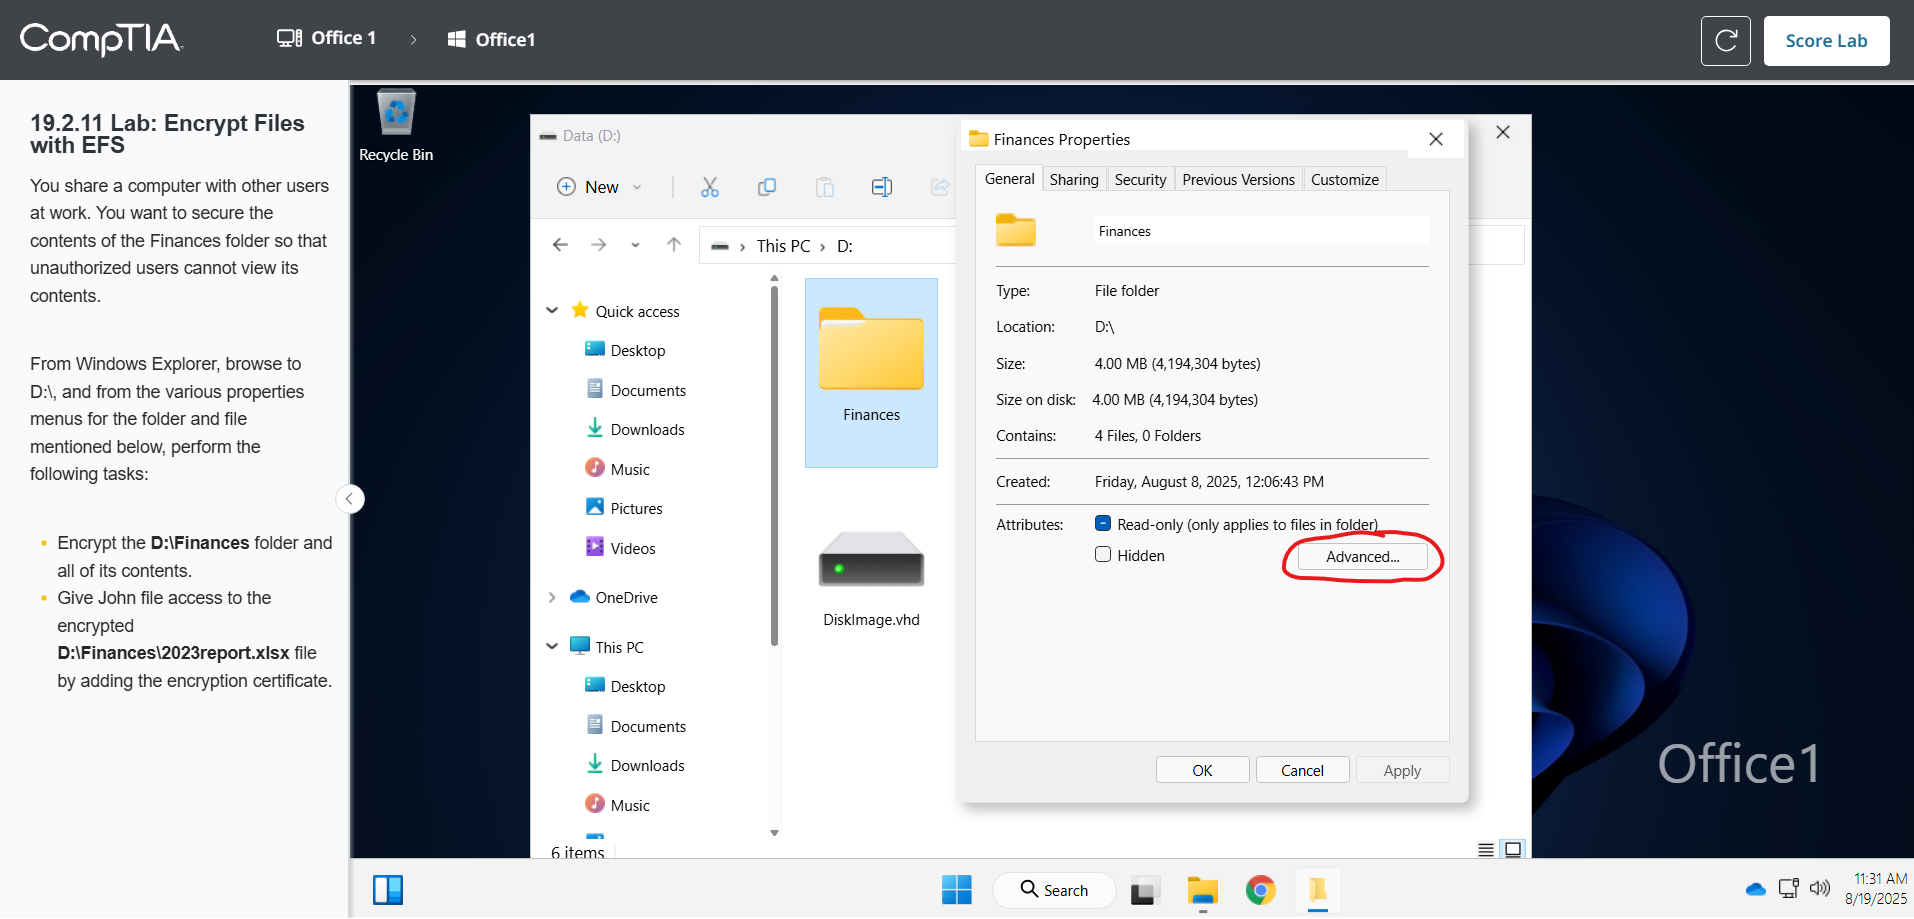 CompTIA.
Office 1
Office1
Score Lab
19.2.11 Lab: Encrypt Files
with EFS
You share a computer with other users
at work. You want to secure the
contents of the Finances folder so that
unauthorized users cannot view its
contents.
From Windows Explorer, browse to
D:\, and from the various properties
menus for the folder and file
mentioned below, perform the
following tasks:
Encrypt the D:\Finances folder and
all of its contents.
Give John file access to the
encrypted
D:\Finances\2023report.xlsx file
by adding the encryption certificate.
Recycle Bin
Data (D:)
New
This PC › D:
Quick access
Desktop
Documents
Downloads
Music
Pictures
Videos
OneDrive
This PC
Desktop
Documents
Downloads
Music
6 items
Finances
DiskImage.vhd
Finances Properties
General
Sharing
Security
Previous Versions
Customize
Finances
Type: File folder
Location: D:\
Size: 4.00 MB (4,194,304 bytes)
Size on disk: 4.00 MB (4,194,304 bytes)
Contains: 4 Files, 0 Folders
Created: Friday, August 8, 2025, 12:06:43 PM
Attributes: Read-only (only applies to files in folder)
Hidden
Advanced...
OK
Cancel
Apply
Office1
Search
11:31 AM
8/19/2025